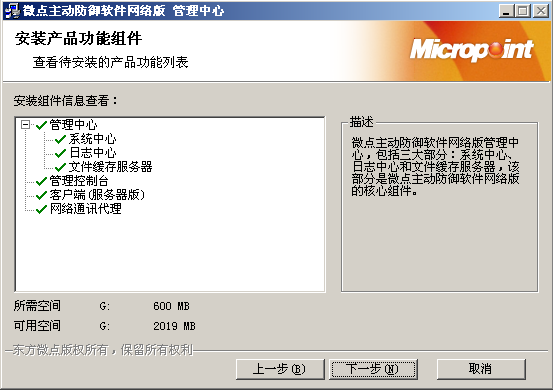 微点主动防御软件网络版 管理中心
安装产品功能组件
查看待安装的产品功能列表
Micropoint
安装组件信息查看：
管理中心
系统中心
日志中心
文件缓存服务器
管理控制台
客户端(服务器版)
网络通讯代理
描述
微点主动防御软件网络版管理中
心，包括三大部分：系统中心、
日志中心和文件缓存服务器，该
部分是微点主动防御软件网络版
的核心组件。
所需空间 G: 600 MB
可用空间 G: 2019 MB
东方微点版权所有，保留所有权利
上一步(B) 下一步(N) 取消